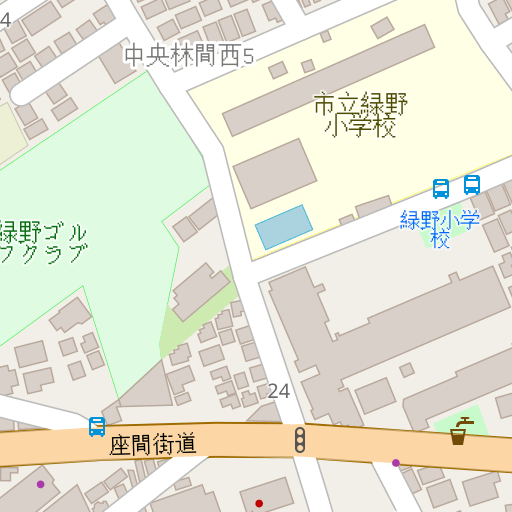 4
中央林間西5
市立緑野
小学校
緑野小学
校
緑野ゴル
フクラブ
24
座間街道